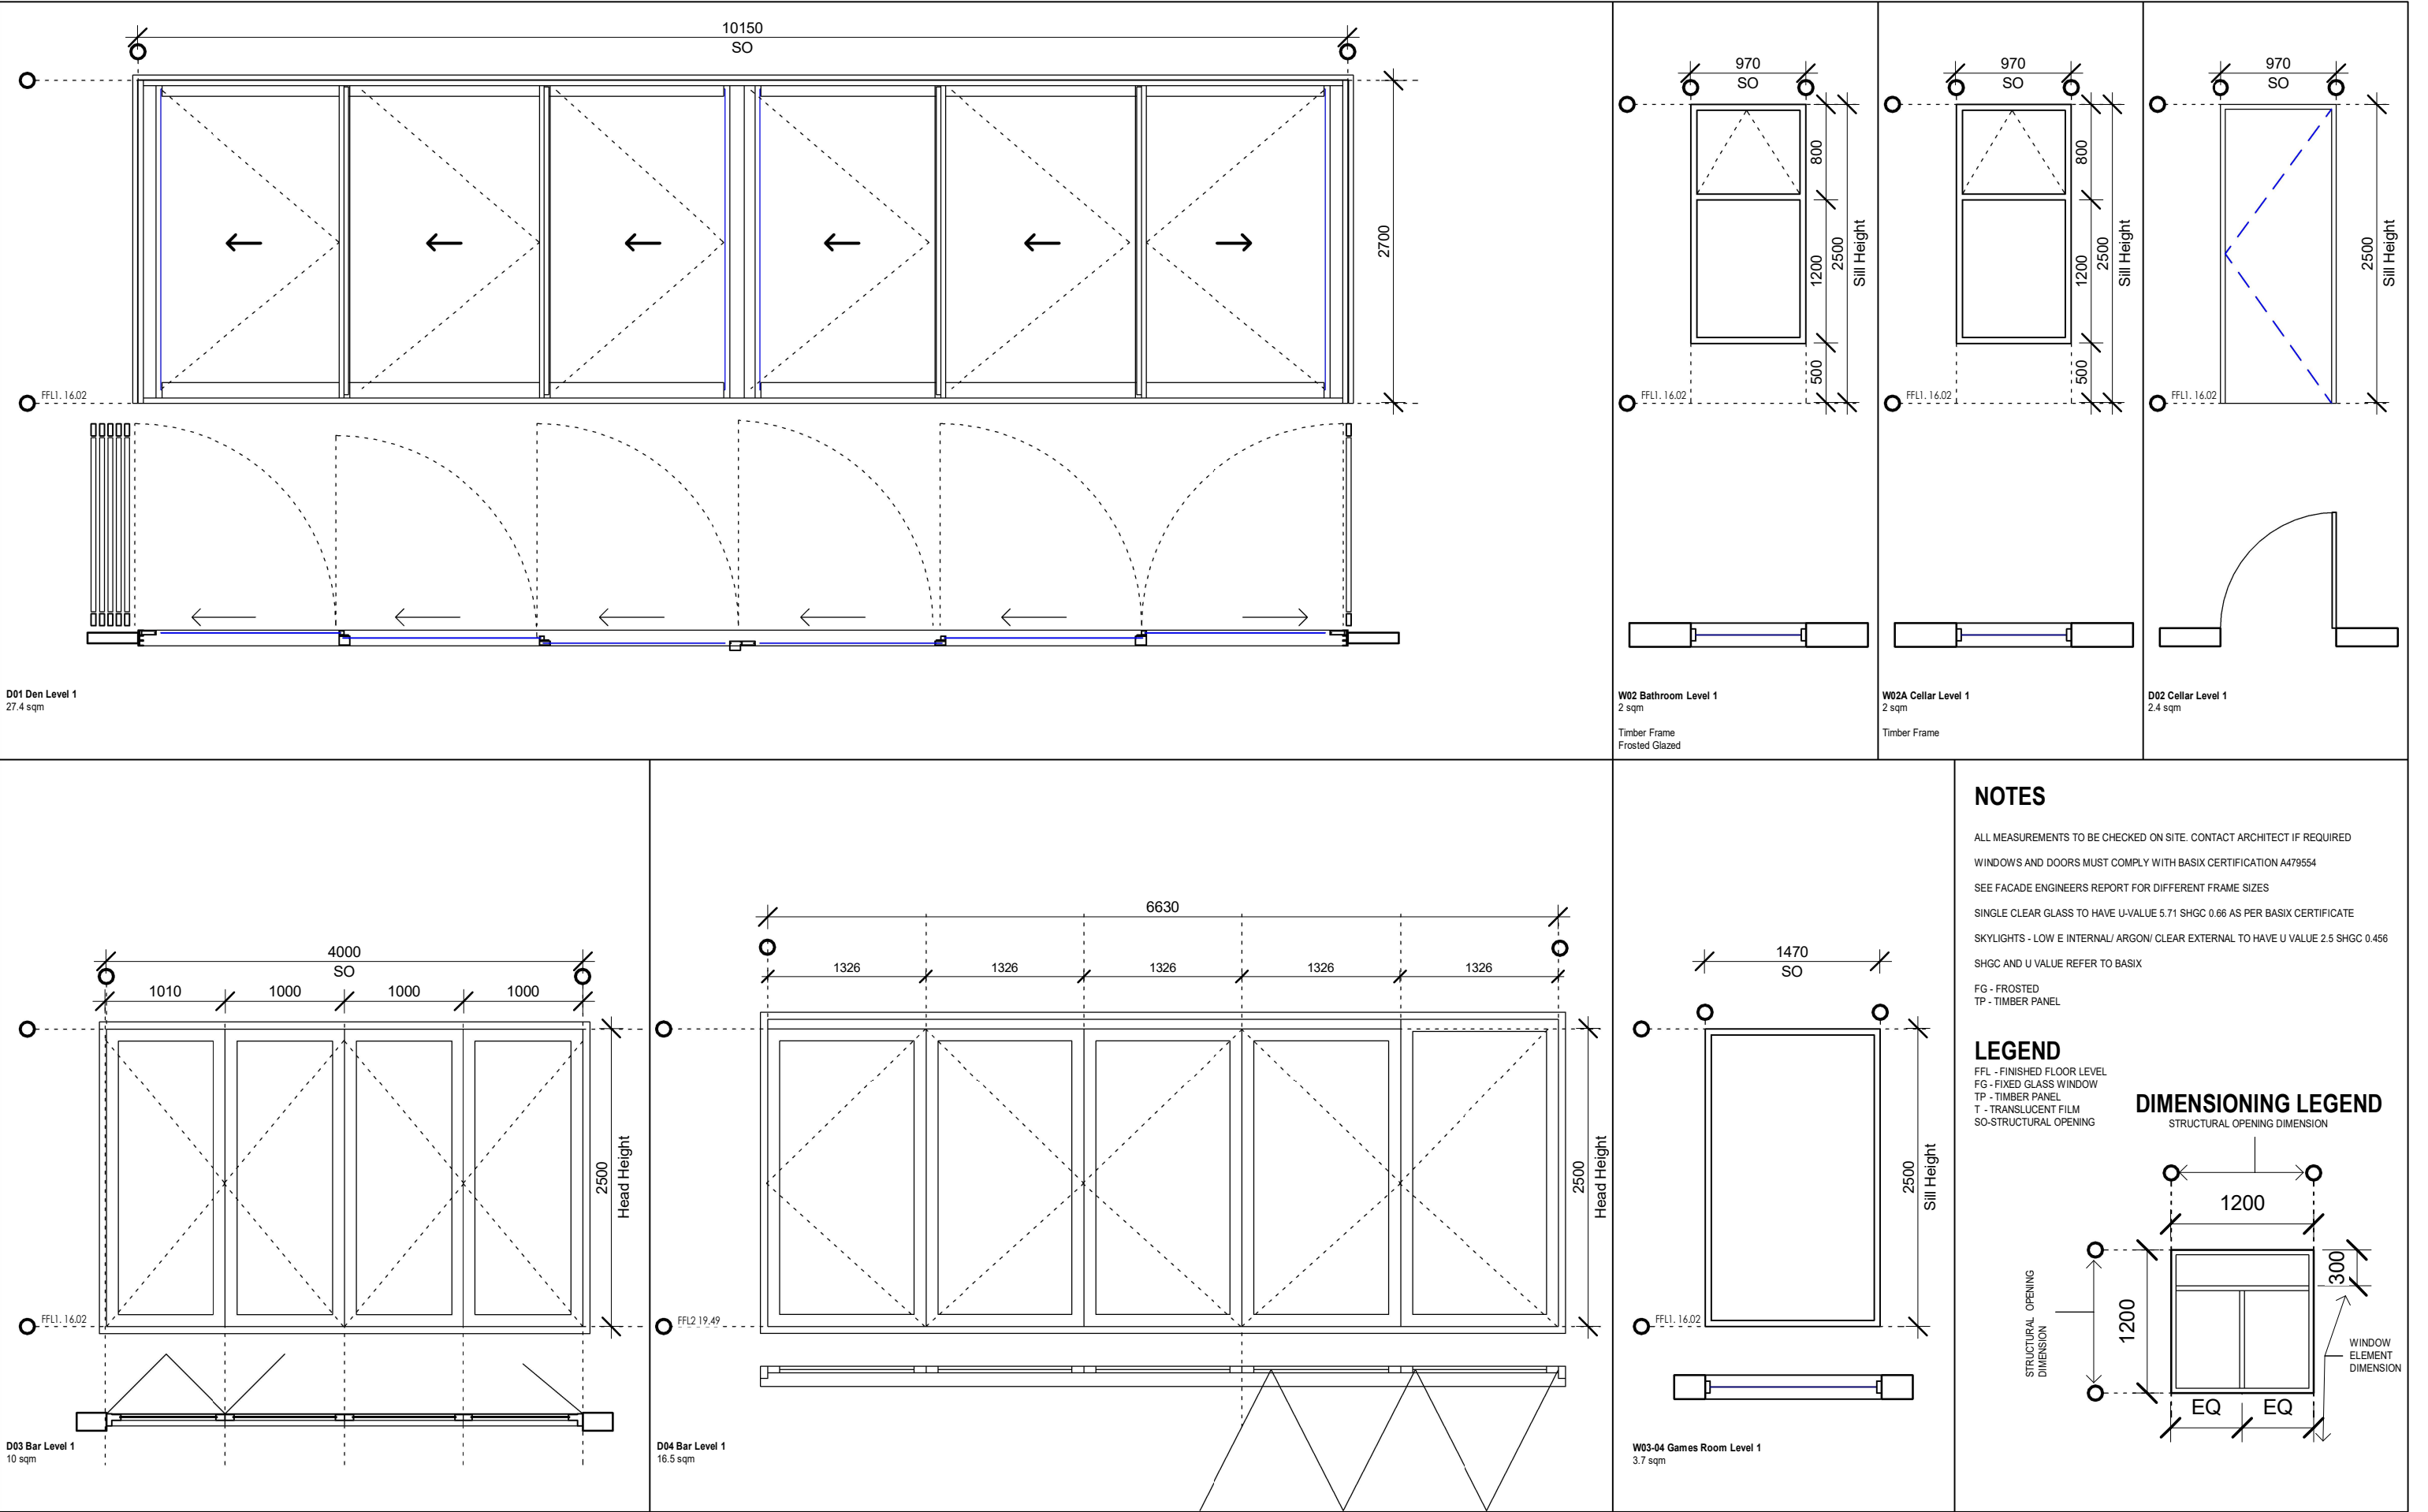 10150
SO
2700
FFL1. 16.02
D01 Den Level 1
27.4 sqm
970
SO
800
1200
500
2500
Sill Height
FFL1. 16.02
W02 Bathroom Level 1
2 sqm
Timber Frame
Frosted Glazed
970
SO
800
1200
500
2500
Sill Height
FFL1. 16.02
W02A Cellar Level 1
2 sqm
Timber Frame
970
SO
2500
Sill Height
FFL1. 16.02
D02 Cellar Level 1
2.4 sqm
4000
SO
1010 1000 1000 1000
2500
Head Height
FFL1. 16.02
D03 Bar Level 1
10 sqm
6630
1326 1326 1326 1326 1326
2500
Head Height
FFL2 19.49
D04 Bar Level 1
16.5 sqm
1470
SO
2500
Sill Height
FFL1. 16.02
W03-04 Games Room Level 1
3.7 sqm
NOTES
ALL MEASUREMENTS TO BE CHECKED ON SITE. CONTACT ARCHITECT IF REQUIRED
WINDOWS AND DOORS MUST COMPLY WITH BASIX CERTIFICATION A479554
SEE FACADE ENGINEERS REPORT FOR DIFFERENT FRAME SIZES
SINGLE CLEAR GLASS TO HAVE U-VALUE 5.71 SHGC 0.66 AS PER BASIX CERTIFICATE
SKYLIGHTS - LOW E INTERNAL/ ARGON/ CLEAR EXTERNAL TO HAVE U VALUE 2.5 SHGC 0.456
SHGC AND U VALUE REFER TO BASIX
FG - FROSTED
TP - TIMBER PANEL
LEGEND
FFL - FINISHED FLOOR LEVEL
FG - FIXED GLASS WINDOW
TP - TIMBER PANEL
T - TRANSLUCENT FILM
SO-STRUCTURAL OPENING
DIMENSIONING LEGEND
STRUCTURAL OPENING DIMENSION
1200
300
1200
STRUCTURAL OPENING
DIMENSION
WINDOW
ELEMENT
DIMENSION
EQ EQ